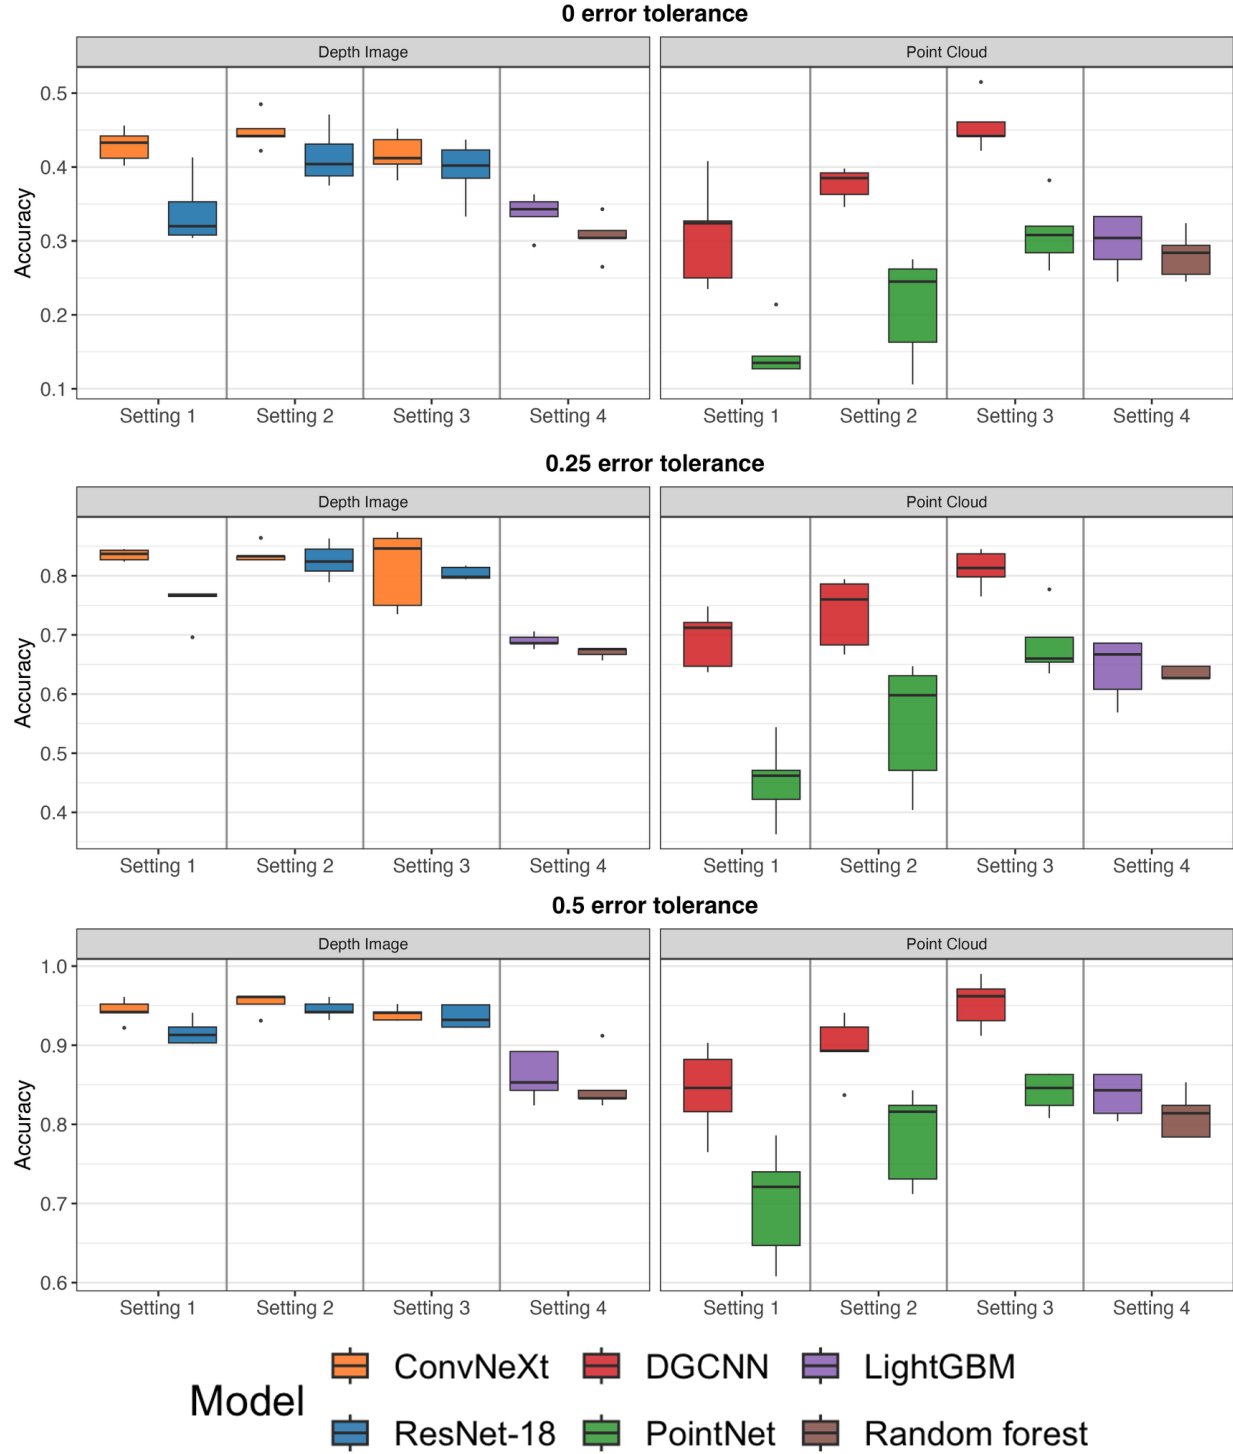 0 error tolerance
Depth Image
Point Cloud
Accuracy
0.5
0.4
0.3
0.2
0.1
Setting 1 Setting 2 Setting 3 Setting 4 Setting 1 Setting 2 Setting 3 Setting 4
0.25 error tolerance
Depth Image
Point Cloud
Accuracy
0.8
0.7
0.6
0.5
0.4
Setting 1 Setting 2 Setting 3 Setting 4 Setting 1 Setting 2 Setting 3 Setting 4
0.5 error tolerance
Depth Image
Point Cloud
Accuracy
1.0
0.9
0.8
0.7
0.6
Setting 1 Setting 2 Setting 3 Setting 4 Setting 1 Setting 2 Setting 3 Setting 4
Model
ConvNeXt DGCNN LightGBM
ResNet-18 PointNet Random forest